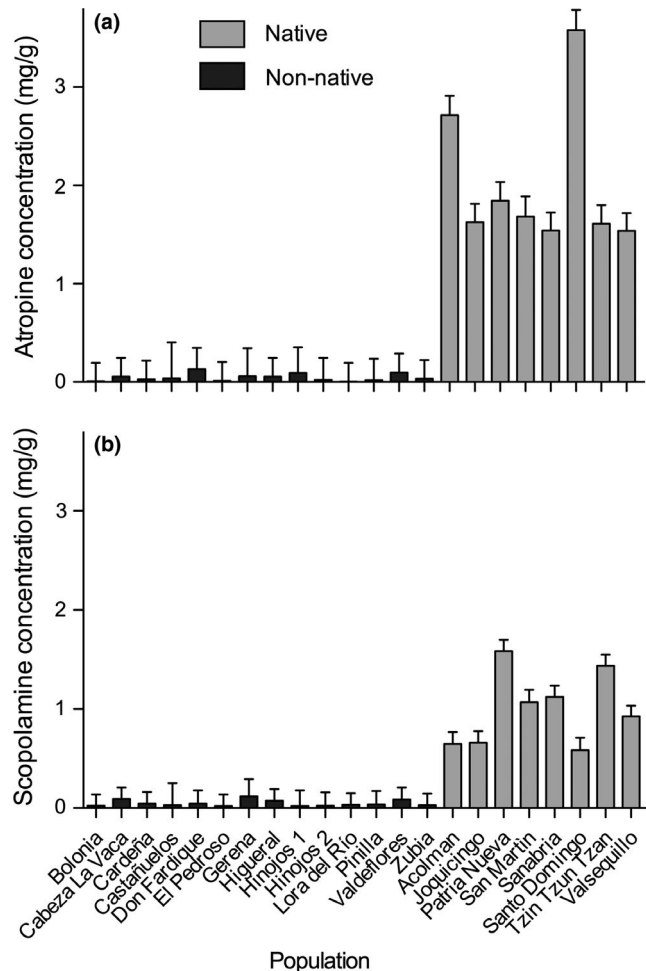 (a)
Native
Non-native
Atropine concentration (mg/g)
3
2
1
0
(b)
Scopolamine concentration (mg/g)
3
2
1
0
Bolonia
Cabeza La Vaca
Cardeña
Castañuelos
Don Fardique
El Pedroso
Gerena
Higueral
Hinojos 1
Hinojos 2
Lora del Río
Pinilla
Valdeflores
Zubia
Acolman
Joquicingo
Patria Nueva
San Martin
Sanabria
Santo Domingo
Tzin Tzun Tzan
Valsequillo
Population